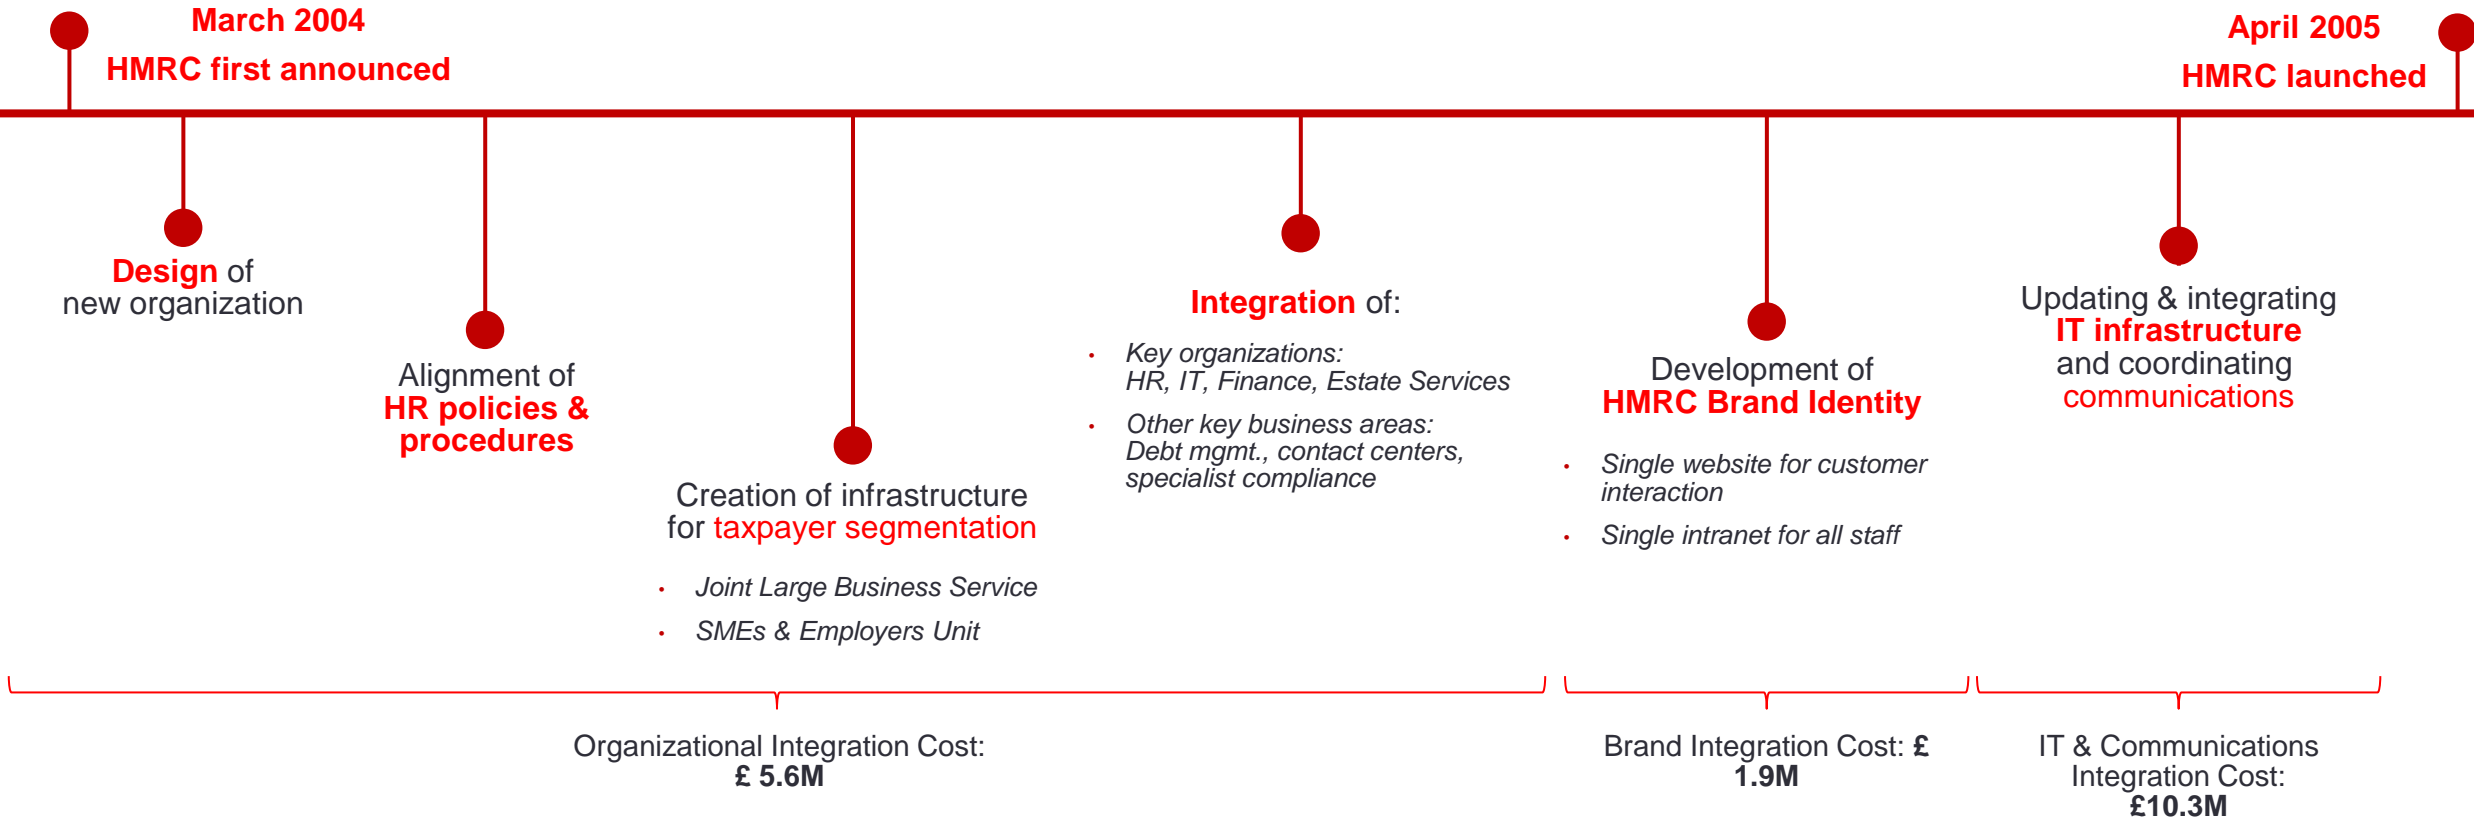 March 2004
HMRC first announced
April 2005
HMRC launched
Design of
new organization
Alignment of
HR policies &
procedures
Creation of infrastructure
for taxpayer segmentation
• Joint Large Business Service
• SMEs & Employers Unit
Integration of:
• Key organizations:
HR, IT, Finance, Estate Services
• Other key business areas:
Debt mgmt., contact centers,
specialist compliance
Development of
HMRC Brand Identity
• Single website for customer
interaction
• Single intranet for all staff
Updating & integrating
IT infrastructure
and coordinating
communications
Organizational Integration Cost:
£ 5.6M
Brand Integration Cost: £
1.9M
IT & Communications
Integration Cost:
£10.3M